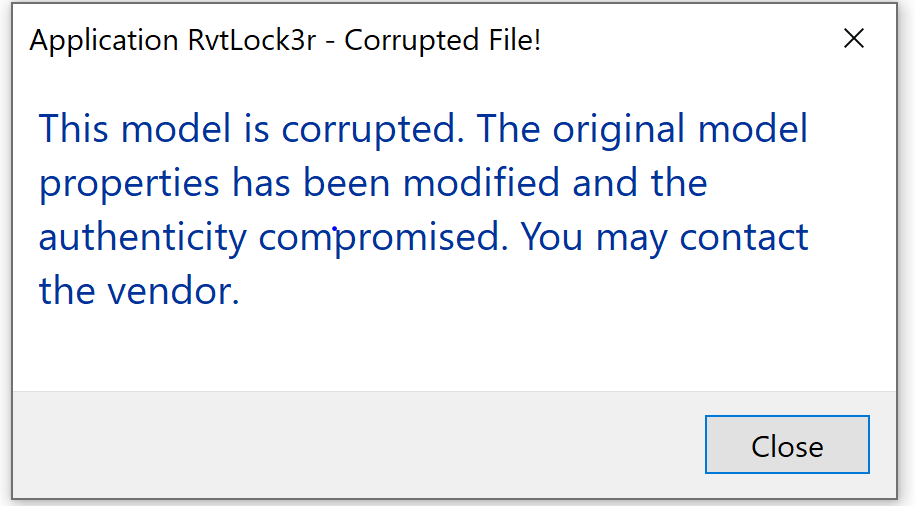 Application RvtLock3r - Corrupted File!
This model is corrupted. The original model
properties has been modified and the
authenticity compromised. You may contact
the vendor.
Close